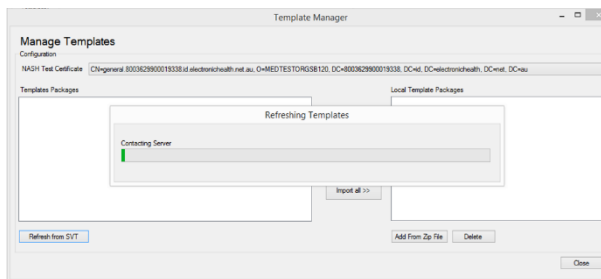 Template Manager
Manage Templates
Configuration
NASH Test Certificate CN=general.8003629900019338.id.electronichealth.net.au, O=MEDTESTORGSB120, DC=8003629900019338, DC=id, DC=electronichealth, DC=net, DC=au
Templates Packages
Local Template Packages
Refreshing Templates
Contacting Server
Import all >>
Refresh from SVT
Add From Zip File
Delete
Close